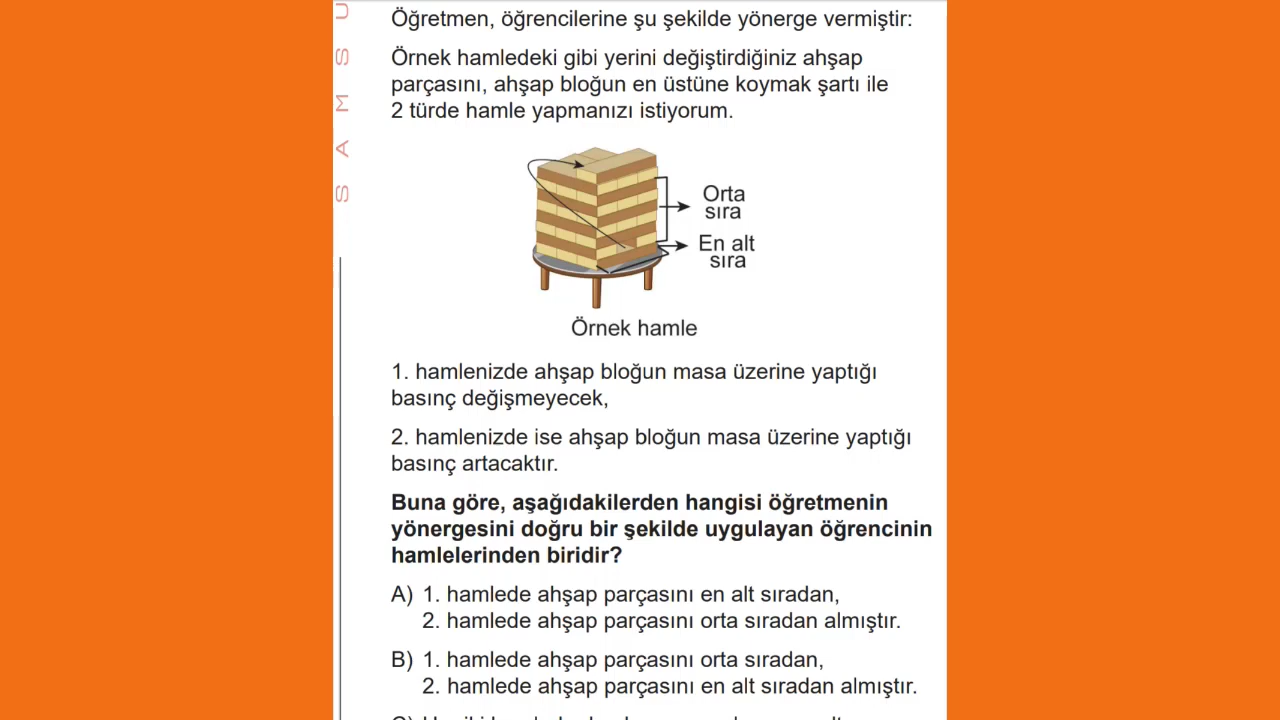 Öğretmen, öğrencilerine şu şekilde yönerge vermiştir:
Örnek hamledeki gibi yerini değiştirdiğiniz ahşap
parçasını, ahşap bloğun en üstüne koymak şartı ile
2 türde hamle yapmanızı istiyorum.
Orta
sıra
En alt
sıra
Örnek hamle
1. hamlenizde ahşap bloğun masa üzerine yaptığı
basınç değişmeyecek,
2. hamlenizde ise ahşap bloğun masa üzerine yaptığı
basınç artacaktır.
Buna göre, aşağıdakilerden hangisi öğretmenin
yönergesini doğru bir şekilde uygulayan öğrencinin
hamlelerinden biridir?
A) 1. hamlede ahşap parçasını en alt sıradan,
2. hamlede ahşap parçasını orta sıradan almıştır.
B) 1. hamlede ahşap parçasını orta sıradan,
2. hamlede ahşap parçasını en alt sıradan almıştır.
S A M S U